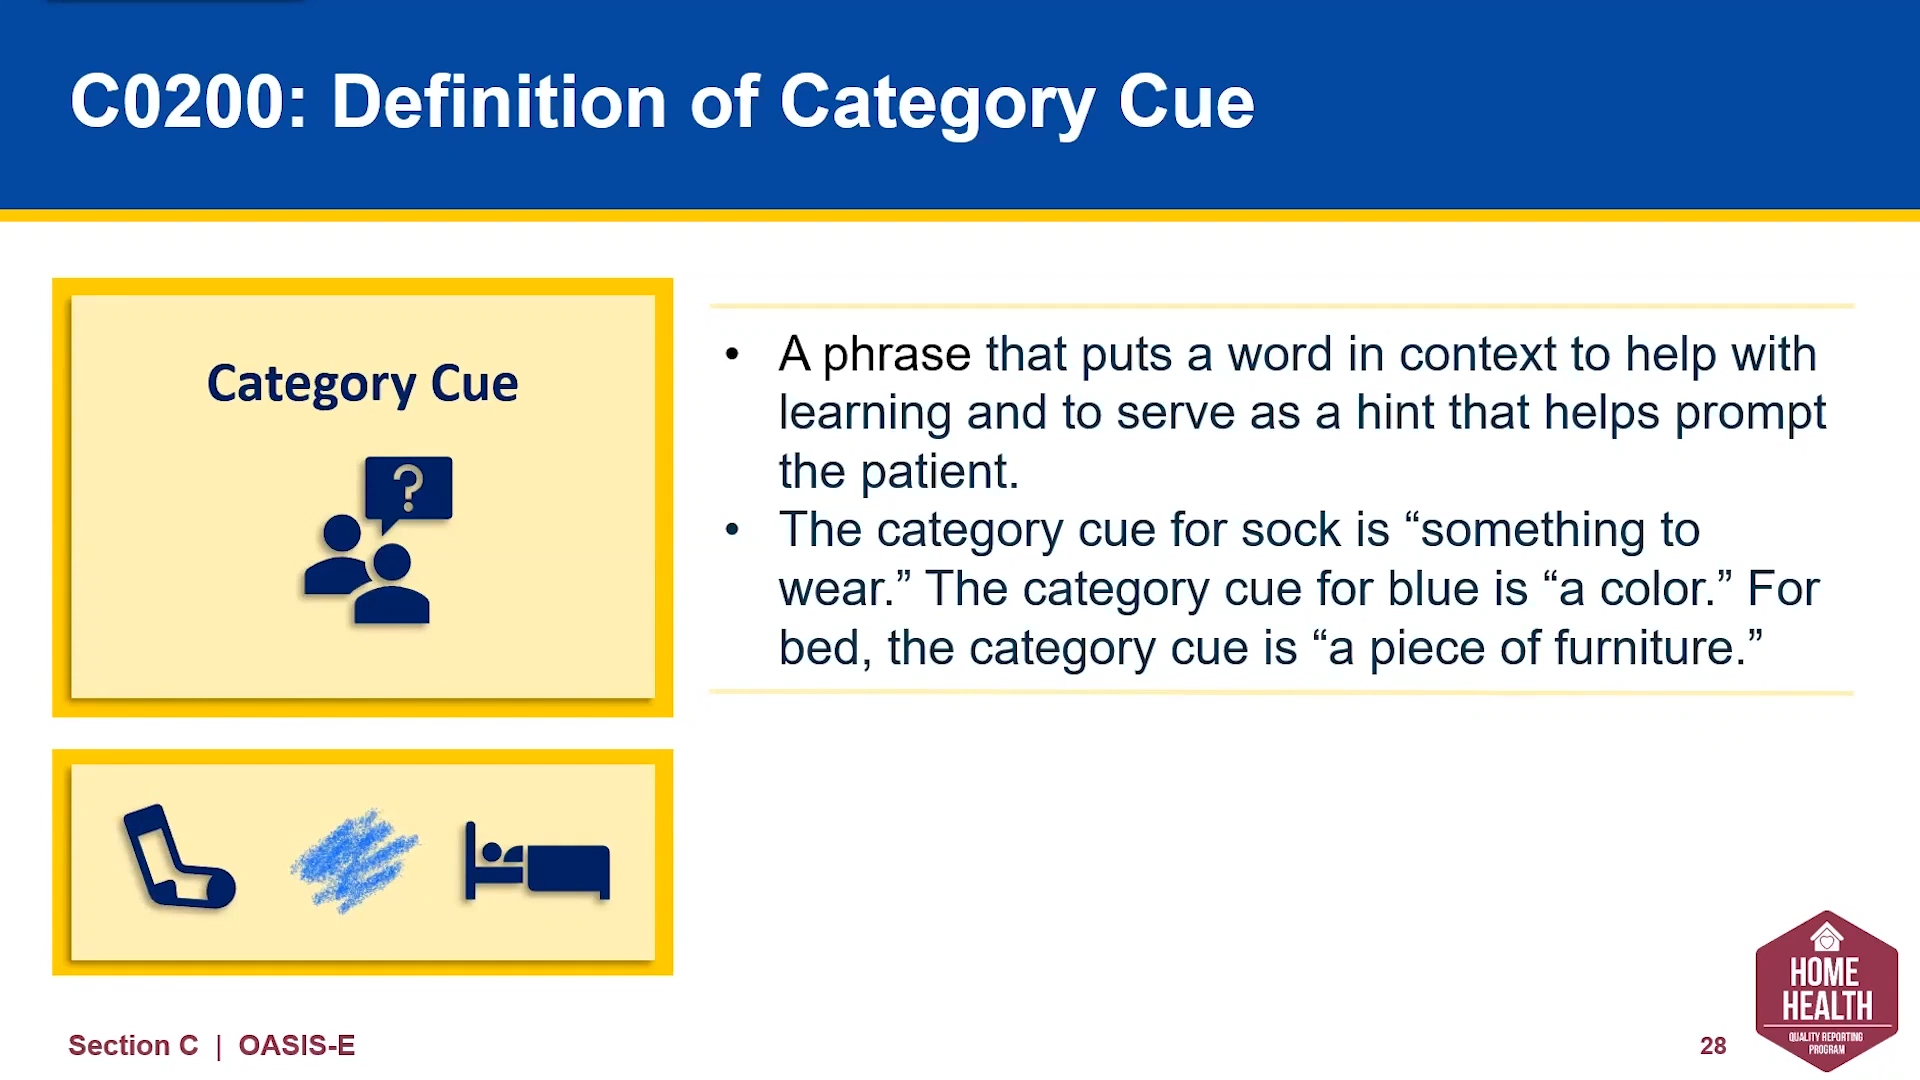 C0200: Definition of Category Cue
Category Cue
?
• A phrase that puts a word in context to help with
learning and to serve as a hint that helps prompt
the patient.
• The category cue for sock is “something to
wear.” The category cue for blue is “a color.” For
bed, the category cue is “a piece of furniture.”
Section C | OASIS-E
28
HOME
HEALTH
QUALITY REPORTING
PROGRAM